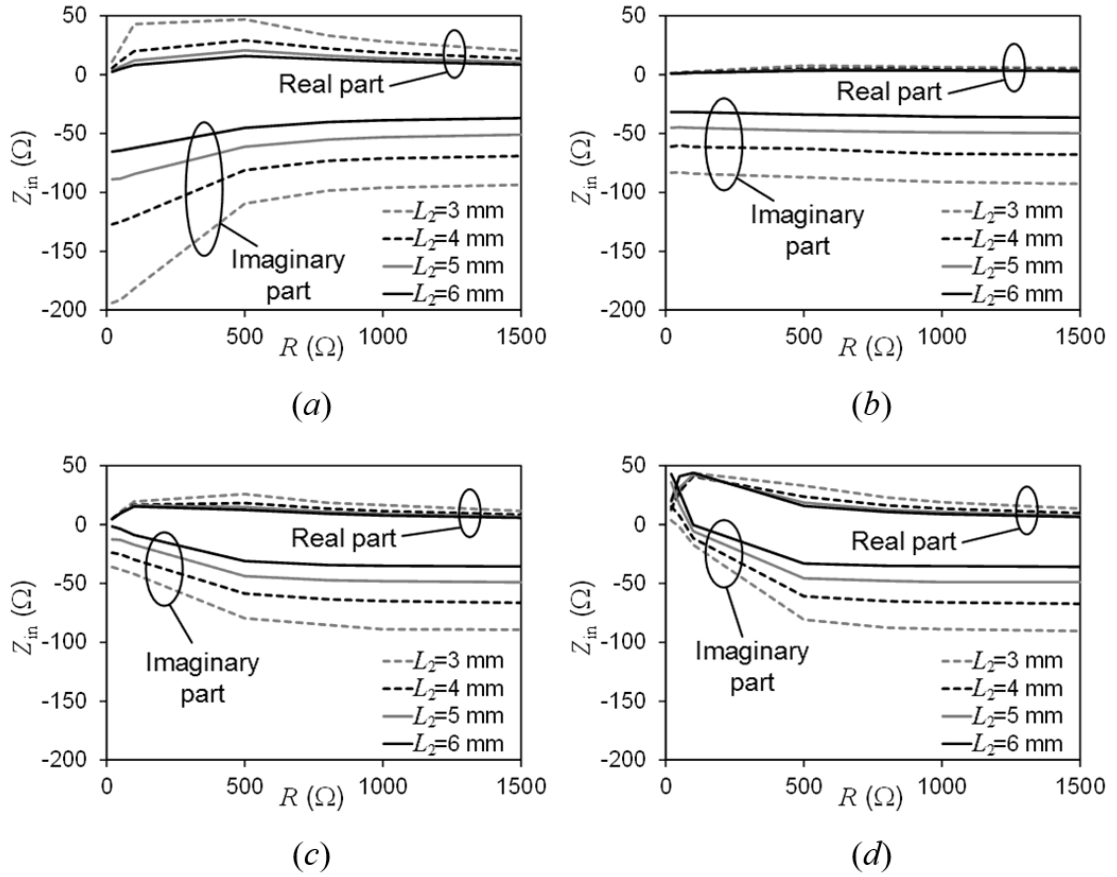 50
0
-50
-100
-150
-200
Zin (Ω)
Real part
Imaginary part
L2=3 mm
L2=4 mm
L2=5 mm
L2=6 mm
0 500 1000 1500
R (Ω)
(a)
50
0
-50
-100
-150
-200
Zin (Ω)
Real part
Imaginary part
L2=3 mm
L2=4 mm
L2=5 mm
L2=6 mm
0 500 1000 1500
R (Ω)
(b)
50
0
-50
-100
-150
-200
Zin (Ω)
Real part
Imaginary part
L2=3 mm
L2=4 mm
L2=5 mm
L2=6 mm
0 500 1000 1500
R (Ω)
(c)
50
0
-50
-100
-150
-200
Zin (Ω)
Real part
Imaginary part
L2=3 mm
L2=4 mm
L2=5 mm
L2=6 mm
0 500 1000 1500
R (Ω)
(d)